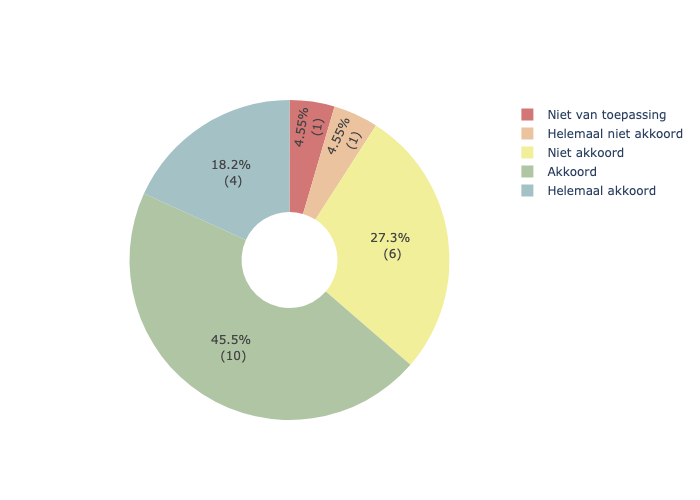 4.55%
(1)
4.55%
(1)
27.3%
(6)
45.5%
(10)
18.2%
(4)
Niet van toepassing
Helemaal niet akkoord
Niet akkoord
Akkoord
Helemaal akkoord